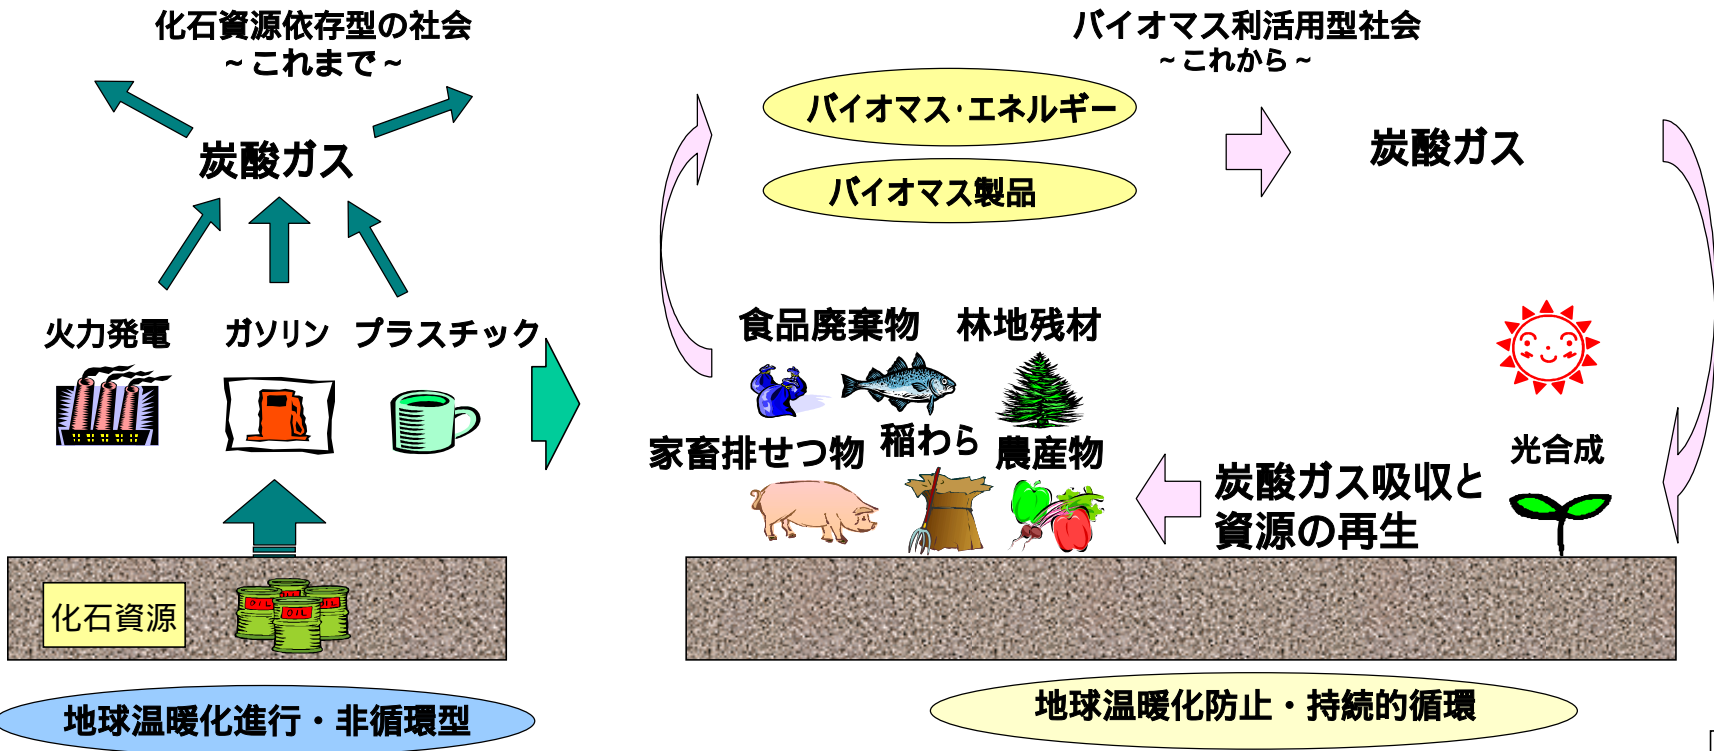 化石資源依存型の社会
~これまで~
炭酸ガス
火力発電
ガソリン
プラスチック
化石資源
OIL
OIL
地球温暖化進行・非循環型
バイオマス利活用型社会
~これから~
バイオマス・エネルギー
バイオマス製品
炭酸ガス
食品廃棄物
林地残材
家畜排せつ物
稲わら
農産物
炭酸ガス吸収と
資源の再生
光合成
地球温暖化防止・持続的循環